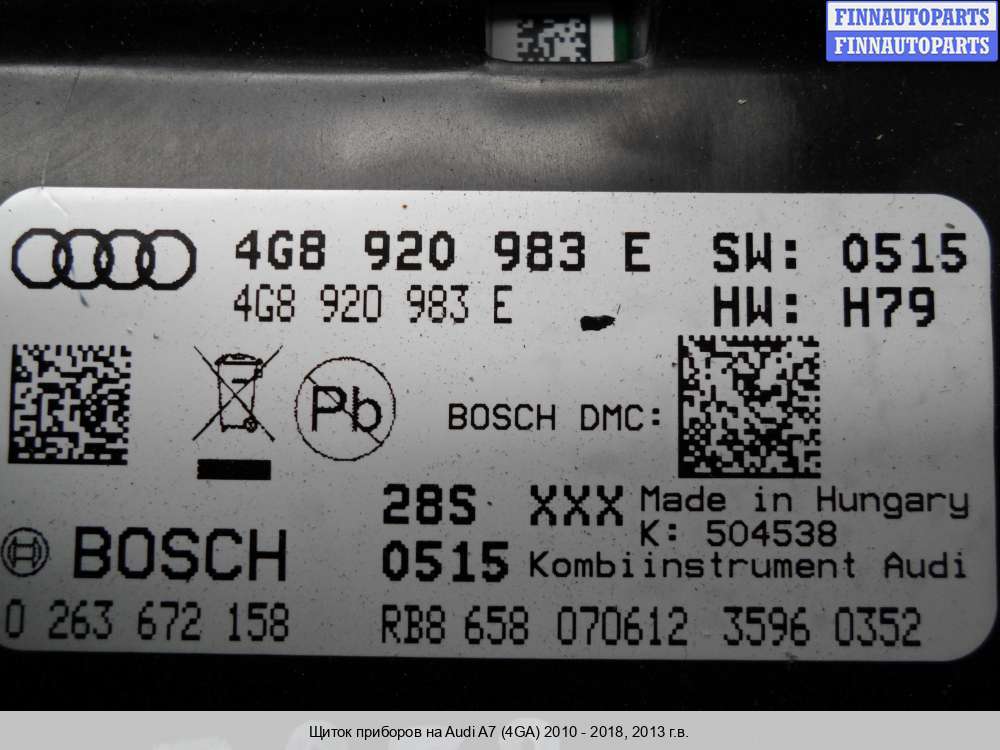 FINNAUTOPARTS
FINNAUTOPARTS
4G8 920 983 E SW: 0515
4G8 920 983 E HW: H79
Pb
BOSCH DMC:
28S XXX Made in Hungary
K: 504538
BOSCH 0515 Kombiinstrument Audi
0 263 672 158 RB8 658 070612 3596 0352
Щиток приборов на Audi A7 (4GA) 2010 - 2018, 2013 г.в.